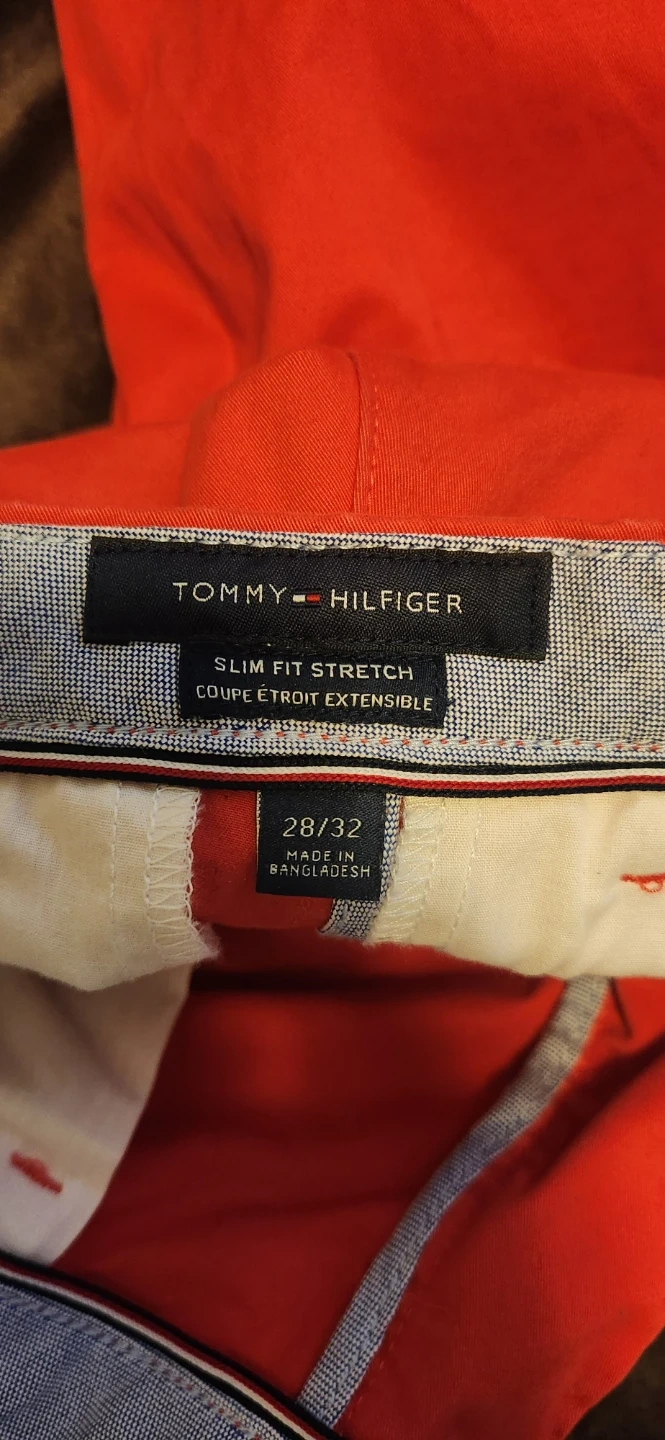 TOMMY HILFIGER
SLIM FIT STRETCH
COUPE ÉTROIT EXTENSIBLE
28/32
MADE IN
BANGLADESH